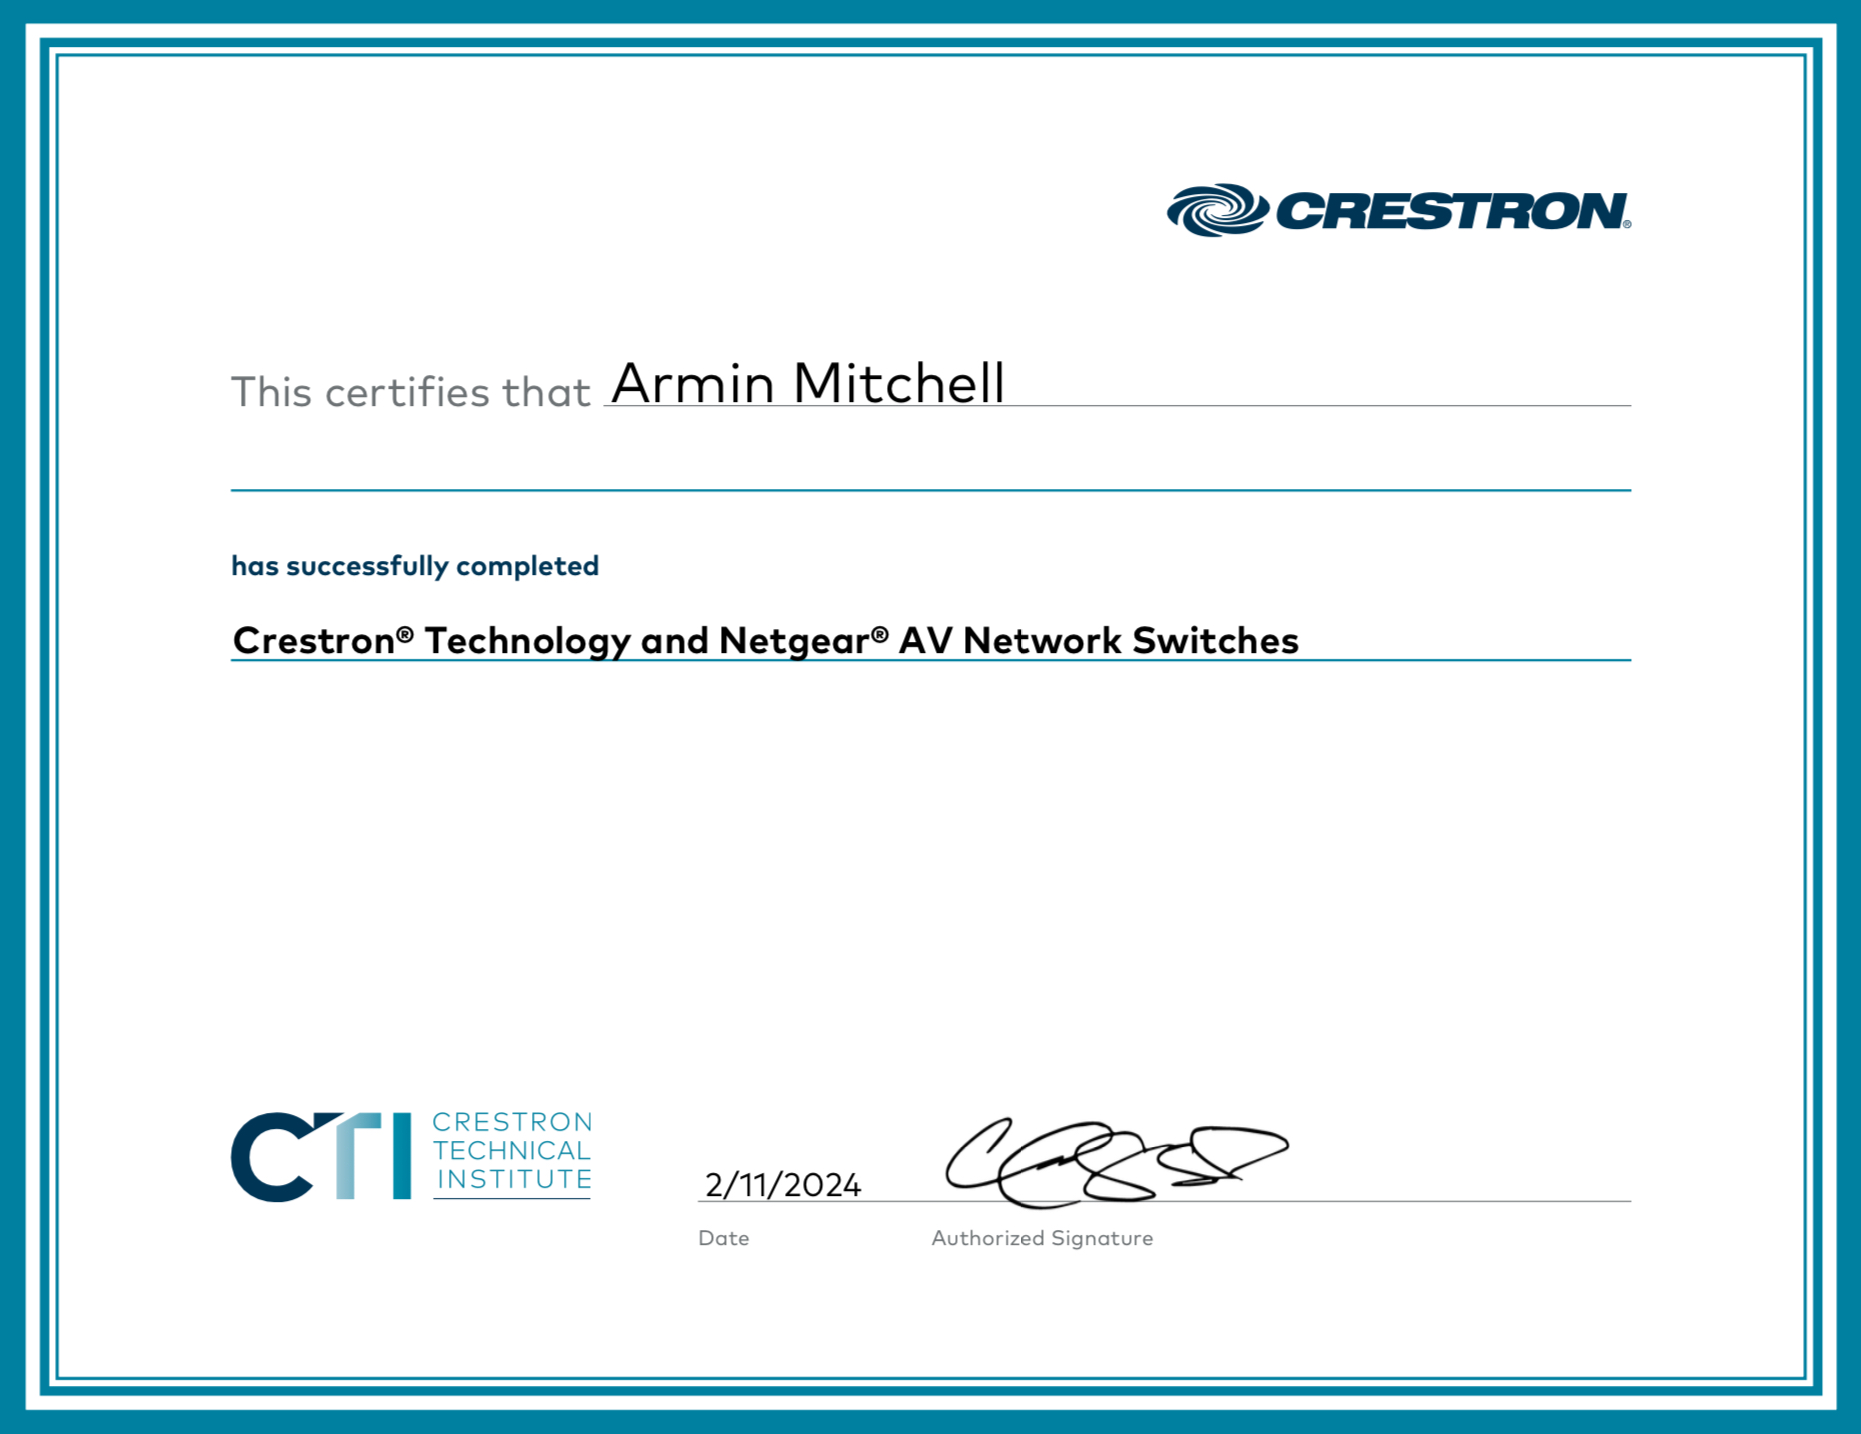 CRESTRON®
This certifies that Armin Mitchell
has successfully completed
Crestron® Technology and Netgear® AV Network Switches
CTI
CRESTRON
TECHNICAL
INSTITUTE
2/11/2024
Date
Authorized Signature